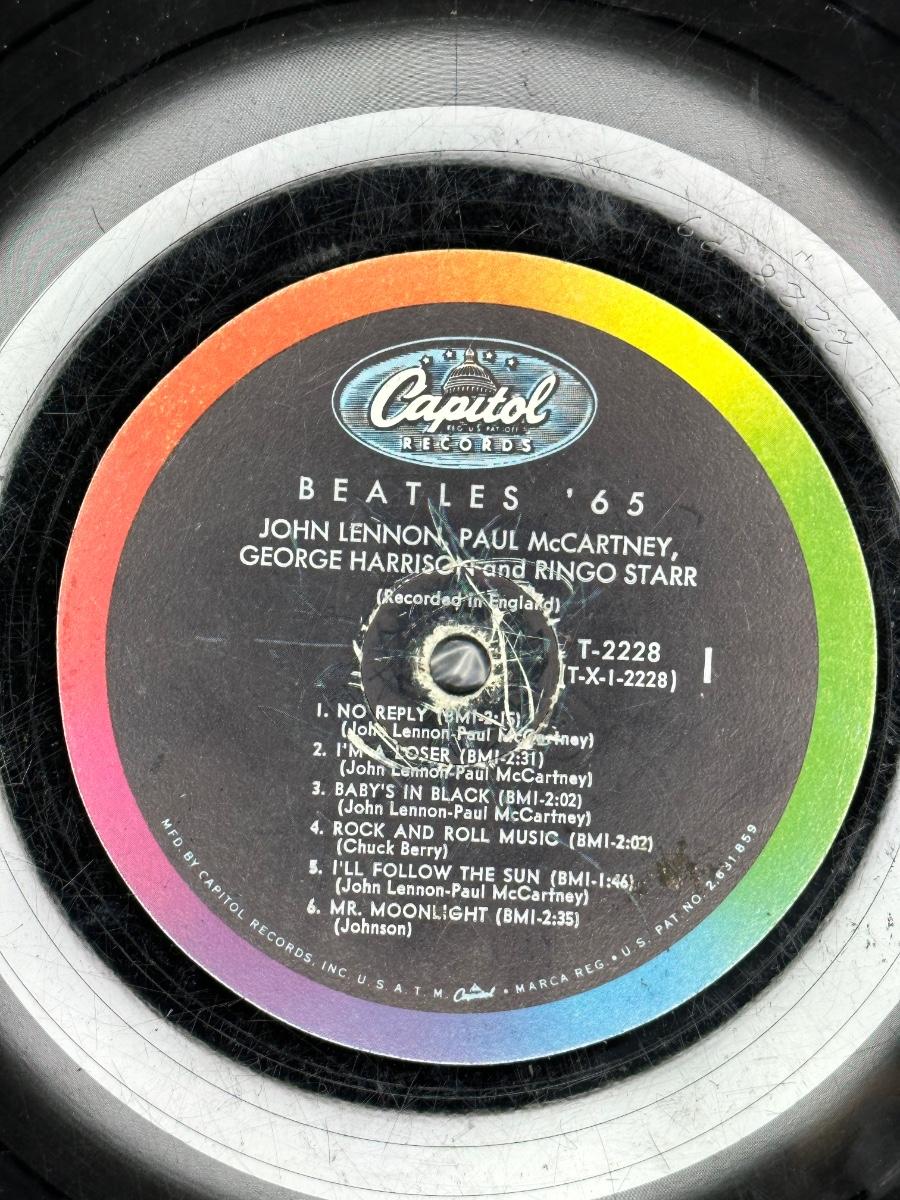 Capitol
REG US PAT OFF
RECORDS
BEATLES '65
JOHN LENNON, PAUL McCARTNEY,
GEORGE HARRISON and RINGO STARR
(Recorded in England)
T-2228
(T-X-1-2228)
1
1. NO REPLY (BMI-2:15)
(John Lennon-Paul McCartney)
2. I'M A LOSER (BMI-2:31)
(John Lennon-Paul McCartney)
3. BABY'S IN BLACK (BMI-2:02)
(John Lennon-Paul McCartney)
4. ROCK AND ROLL MUSIC (BMI-2:02)
(Chuck Berry)
5. I'LL FOLLOW THE SUN (BMI-1:46)
(John Lennon-Paul McCartney)
6. MR. MOONLIGHT (BMI-2:35)
(Johnson)
MFD. BY CAPITOL RECORDS, INC. U. S. A. T. M. Capitol • MARCA REG. • U. S. PAT. NO. 2,631,859